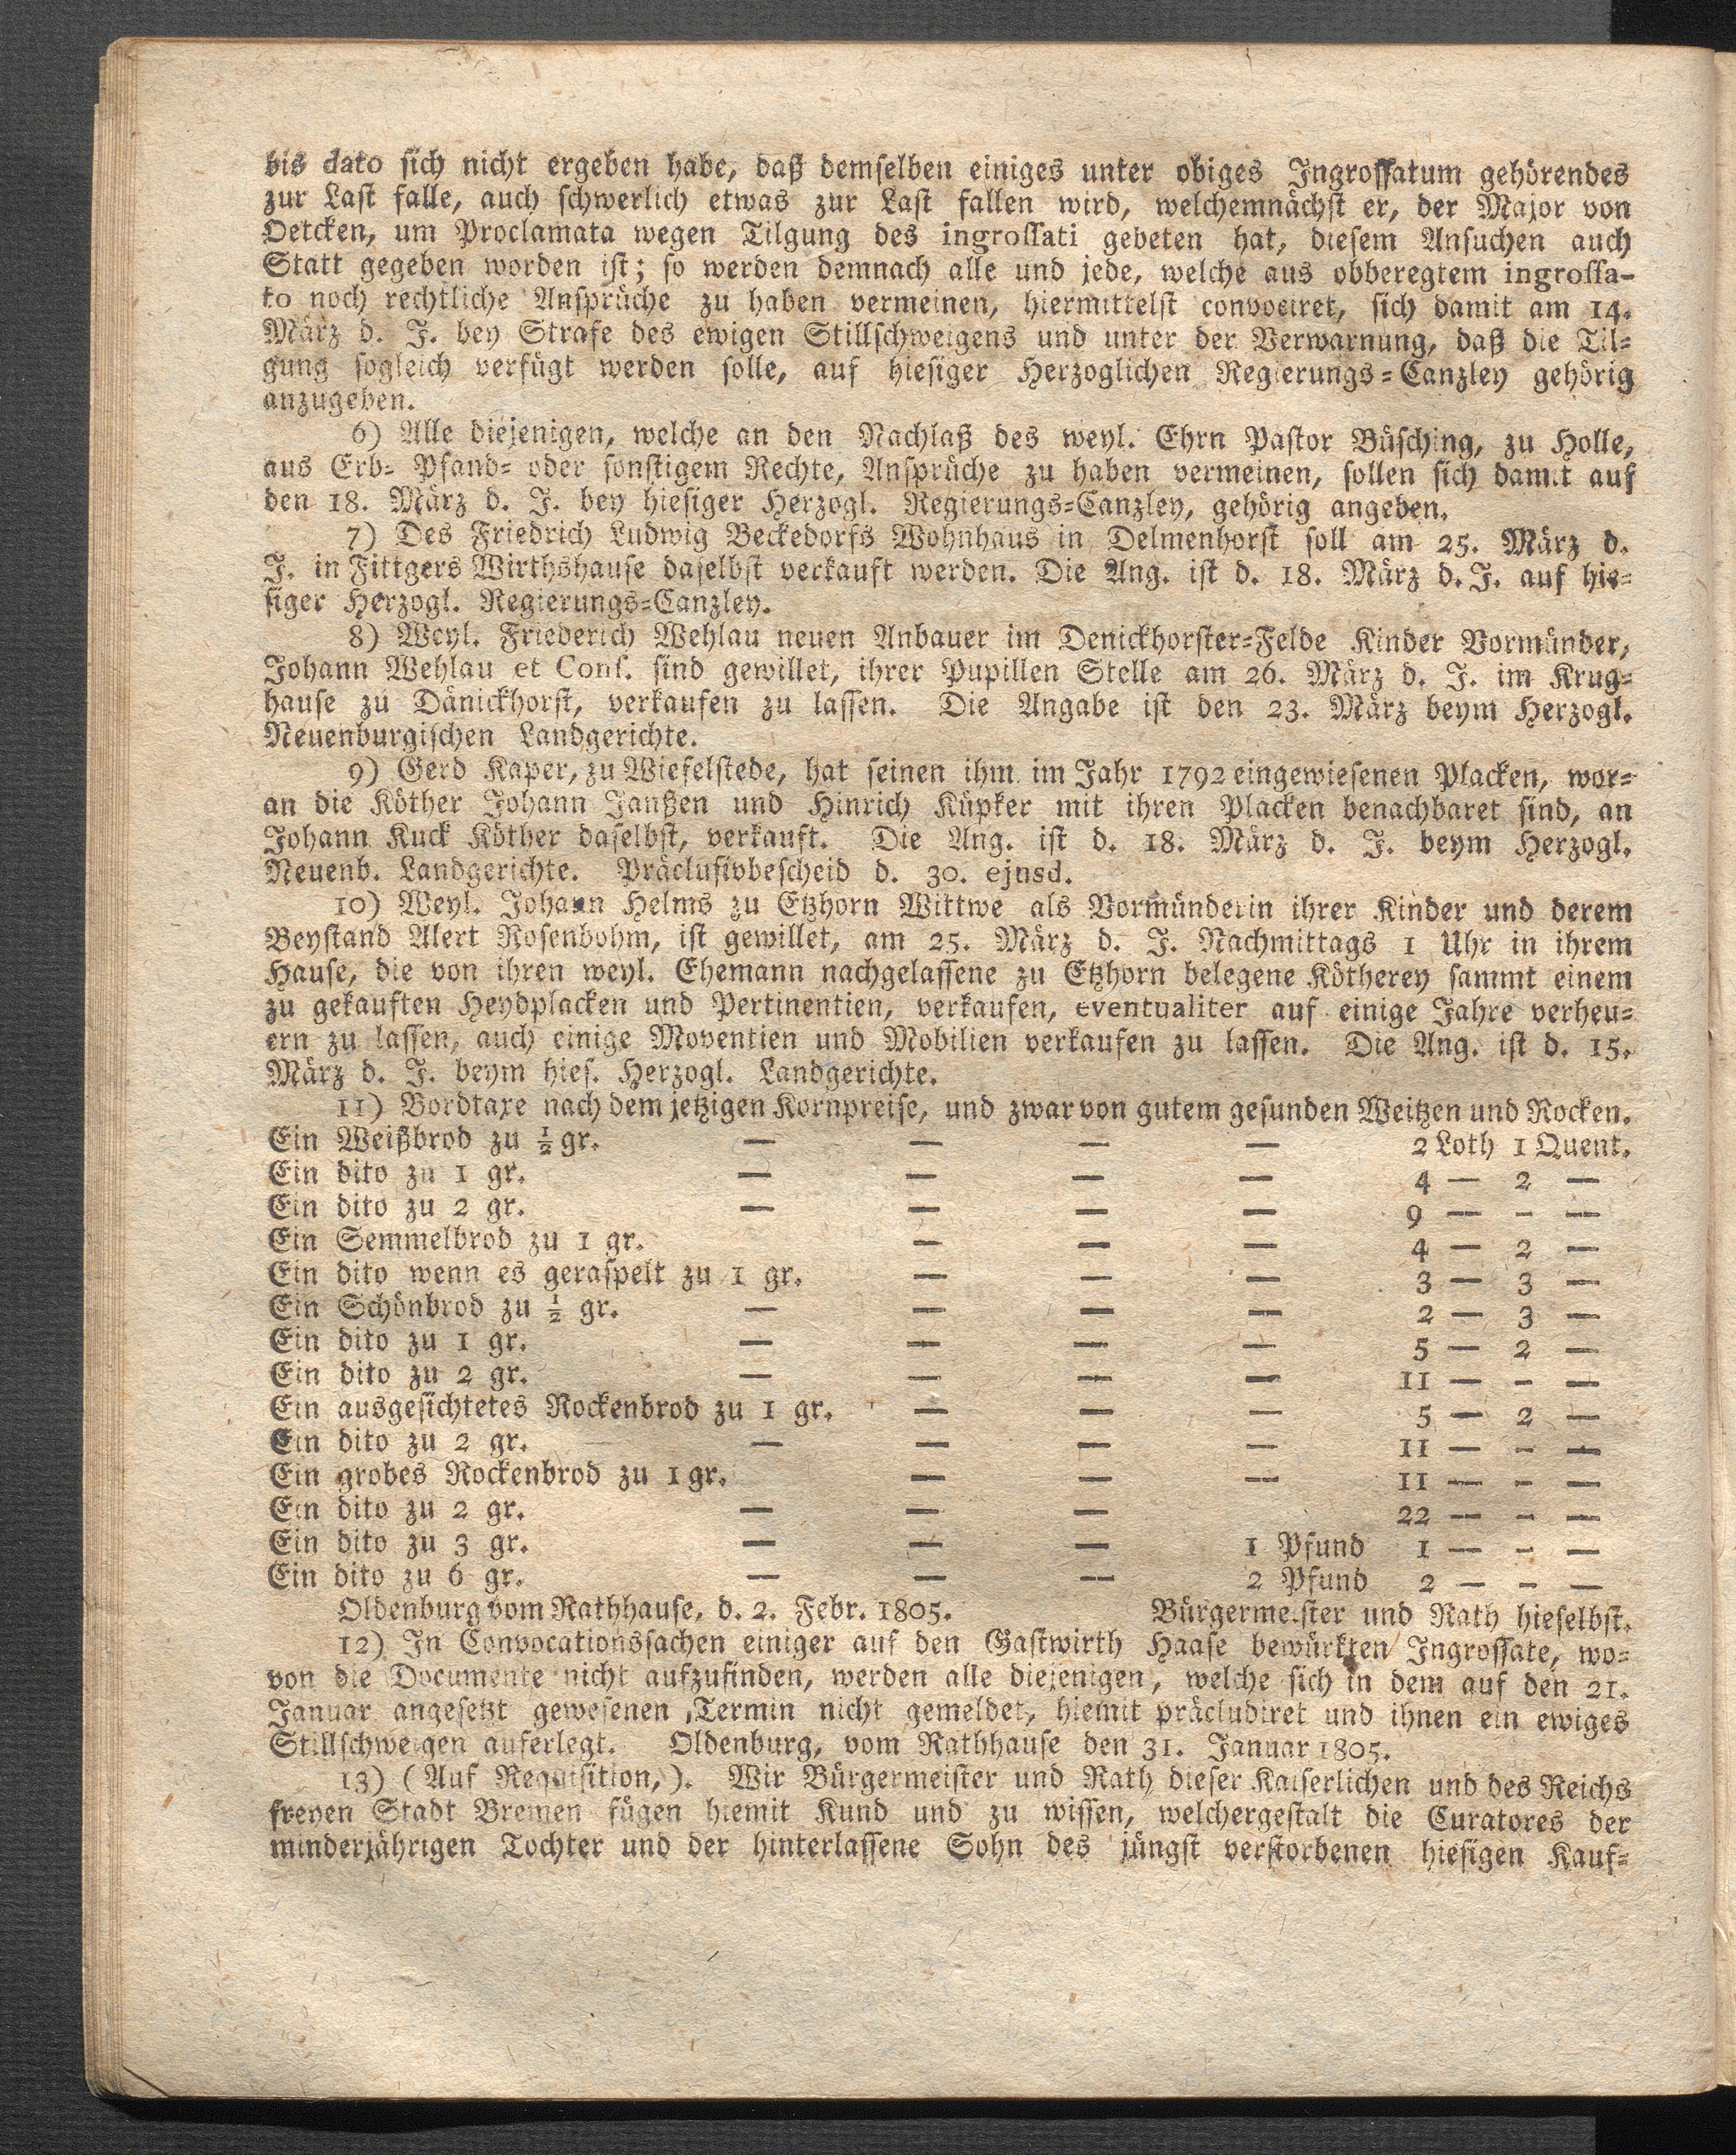 bis dato sich nicht ergeben habe, daß demselben einiges unter obiges Ingrossatum gehörendes
zur Last falle, auch schwerlich etwas zur Last fallen wird, welchemnächst er, der Major von
Oetcken, um Proclamata wegen Tilgung des ingrossati gebeten hat, diesem Ansuchen auch
Statt gegeben worden ist; so werden demnach alle und jede, welche aus obberegtem ingrossa-
to noch rechtliche Ansprüche zu haben vermeinen, hiermittelst convociret, sich damit am 14.
März d. J. bey Strafe des ewigen Stillschweigens und unter der Verwarnung, daß die Til-
gung sogleich verfügt werden solle, auf hiesiger Herzoglichen Regierungs-Canzley gehörig
anzugeben.
6) Alle diejenigen, welche an den Nachlaß des weyl. Ehrn Pastor Büsching, zu Holle,
aus Erb- Pfand- oder sonstigem Rechte, Ansprüche zu haben vermeinen, sollen sich damit auf
den 18. März d. J. bey hiesiger Herzogl. Regierungs-Canzley, gehörig angeben.
7) Des Friedrich Ludwig Beckedorfs Wohnhaus in Delmenhorst soll am 25. März d.
J. in Fittgers Wirthshause daselbst verkauft werden. Die Ang. ist d. 18. März d. J. auf hie-
siger Herzogl. Regierungs-Canzley.
8) Weyl. Friederich Wehlau neuen Anbauer im Denickhorster-Felde Kinder Vormünder,
Johann Wehlau et Cons. sind gewillet, ihrer Pupillen Stelle am 26. März d. J. im Krug-
hause zu Dänickhorst, verkaufen zu lassen. Die Angabe ist den 23. März beym Herzogl.
Neuenburgischen Landgerichte.
9) Gerd Kaper, zu Wiefelstede, hat seinen ihm im Jahr 1792 eingewiesenen Placken, wor-
an die Köther Johann Janßen und Hinrich Küpker mit ihren Placken benachbaret sind, an
Johann Kuck Köther daselbst, verkauft. Die Ang. ist d. 18. März d. J. beym Herzogl.
Neuenb. Landgerichte. Präclusivbescheid d. 30. ejusd.
10) Weyl. Johann Helms zu Etzhorn Wittwe als Vormünderin ihrer Kinder und derem
Beystand Alert Rosenbohm, ist gewillet, am 25. März d. J. Nachmittags 1 Uhr in ihrem
Hause, die von ihren weyl. Ehemann nachgelassene zu Etzhorn belegene Kötherey sammt einem
zu gekauften Heydplacken und Pertinentien, verkaufen, eventualiter auf einige Jahre verheu-
ern zu lassen, auch einige Moventien und Mobilien verkaufen zu lassen. Die Ang. ist d. 15.
März d. J. beym hies. Herzogl. Landgerichte.
11) Bordtaxe nach dem jetzigen Kornpreise, und zwar von gutem gesunden Weitzen und Rocken.
Ein Weißbrod zu ½ gr. — — — — 2 Loth 1 Quent.
Ein dito zu 1 gr. — — — — 4 — 2 —
Ein dito zu 2 gr. — — — — 9 — - —
Ein Semmelbrod zu 1 gr. — — — 4 — 2 —
Ein dito wenn es geraspelt zu 1 gr. — — — 3 — 3 —
Ein Schönbrod zu ½ gr. — — — — 2 — 3 —
Ein dito zu 1 gr. — — — — 5 — 2 —
Ein dito zu 2 gr. — — — — 11 — - —
Ein ausgesichtetes Rockenbrod zu 1 gr. — — — 5 — 2 —
Ein dito zu 2 gr. — — — — 11 — - —
Ein grobes Rockenbrod zu 1 gr. — — — 11 — - —
Ein dito zu 2 gr. — — — 22 — - —
Ein dito zu 3 gr. — — — 1 Pfund 1 — - —
Ein dito zu 6 gr. — — — 2 Pfund 2 — - —
Oldenburg vom Rathhause, d. 2. Febr. 1805. Bürgermeister und Rath hieselbst.
12) In Convocationssachen einiger auf den Gastwirth Haase bewürkten Ingrossate, wo-
von die Documente nicht aufzufinden, werden alle diejenigen, welche sich in dem auf den 21.
Januar angesetzt gewesenen Termin nicht gemeldet, hiemit präcludiret und ihnen ein ewiges
Stillschweigen auferlegt. Oldenburg, vom Rathhause den 31. Januar 1805.
13) (Auf Requisition,). Wir Bürgermeister und Rath dieser Kaiserlichen und des Reichs
freyen Stadt Bremen fügen hiemit Kund und zu wissen, welchergestalt die Curatores der
minderjährigen Tochter und der hinterlassene Sohn des jüngst verstorbenen hiesigen Kauf-